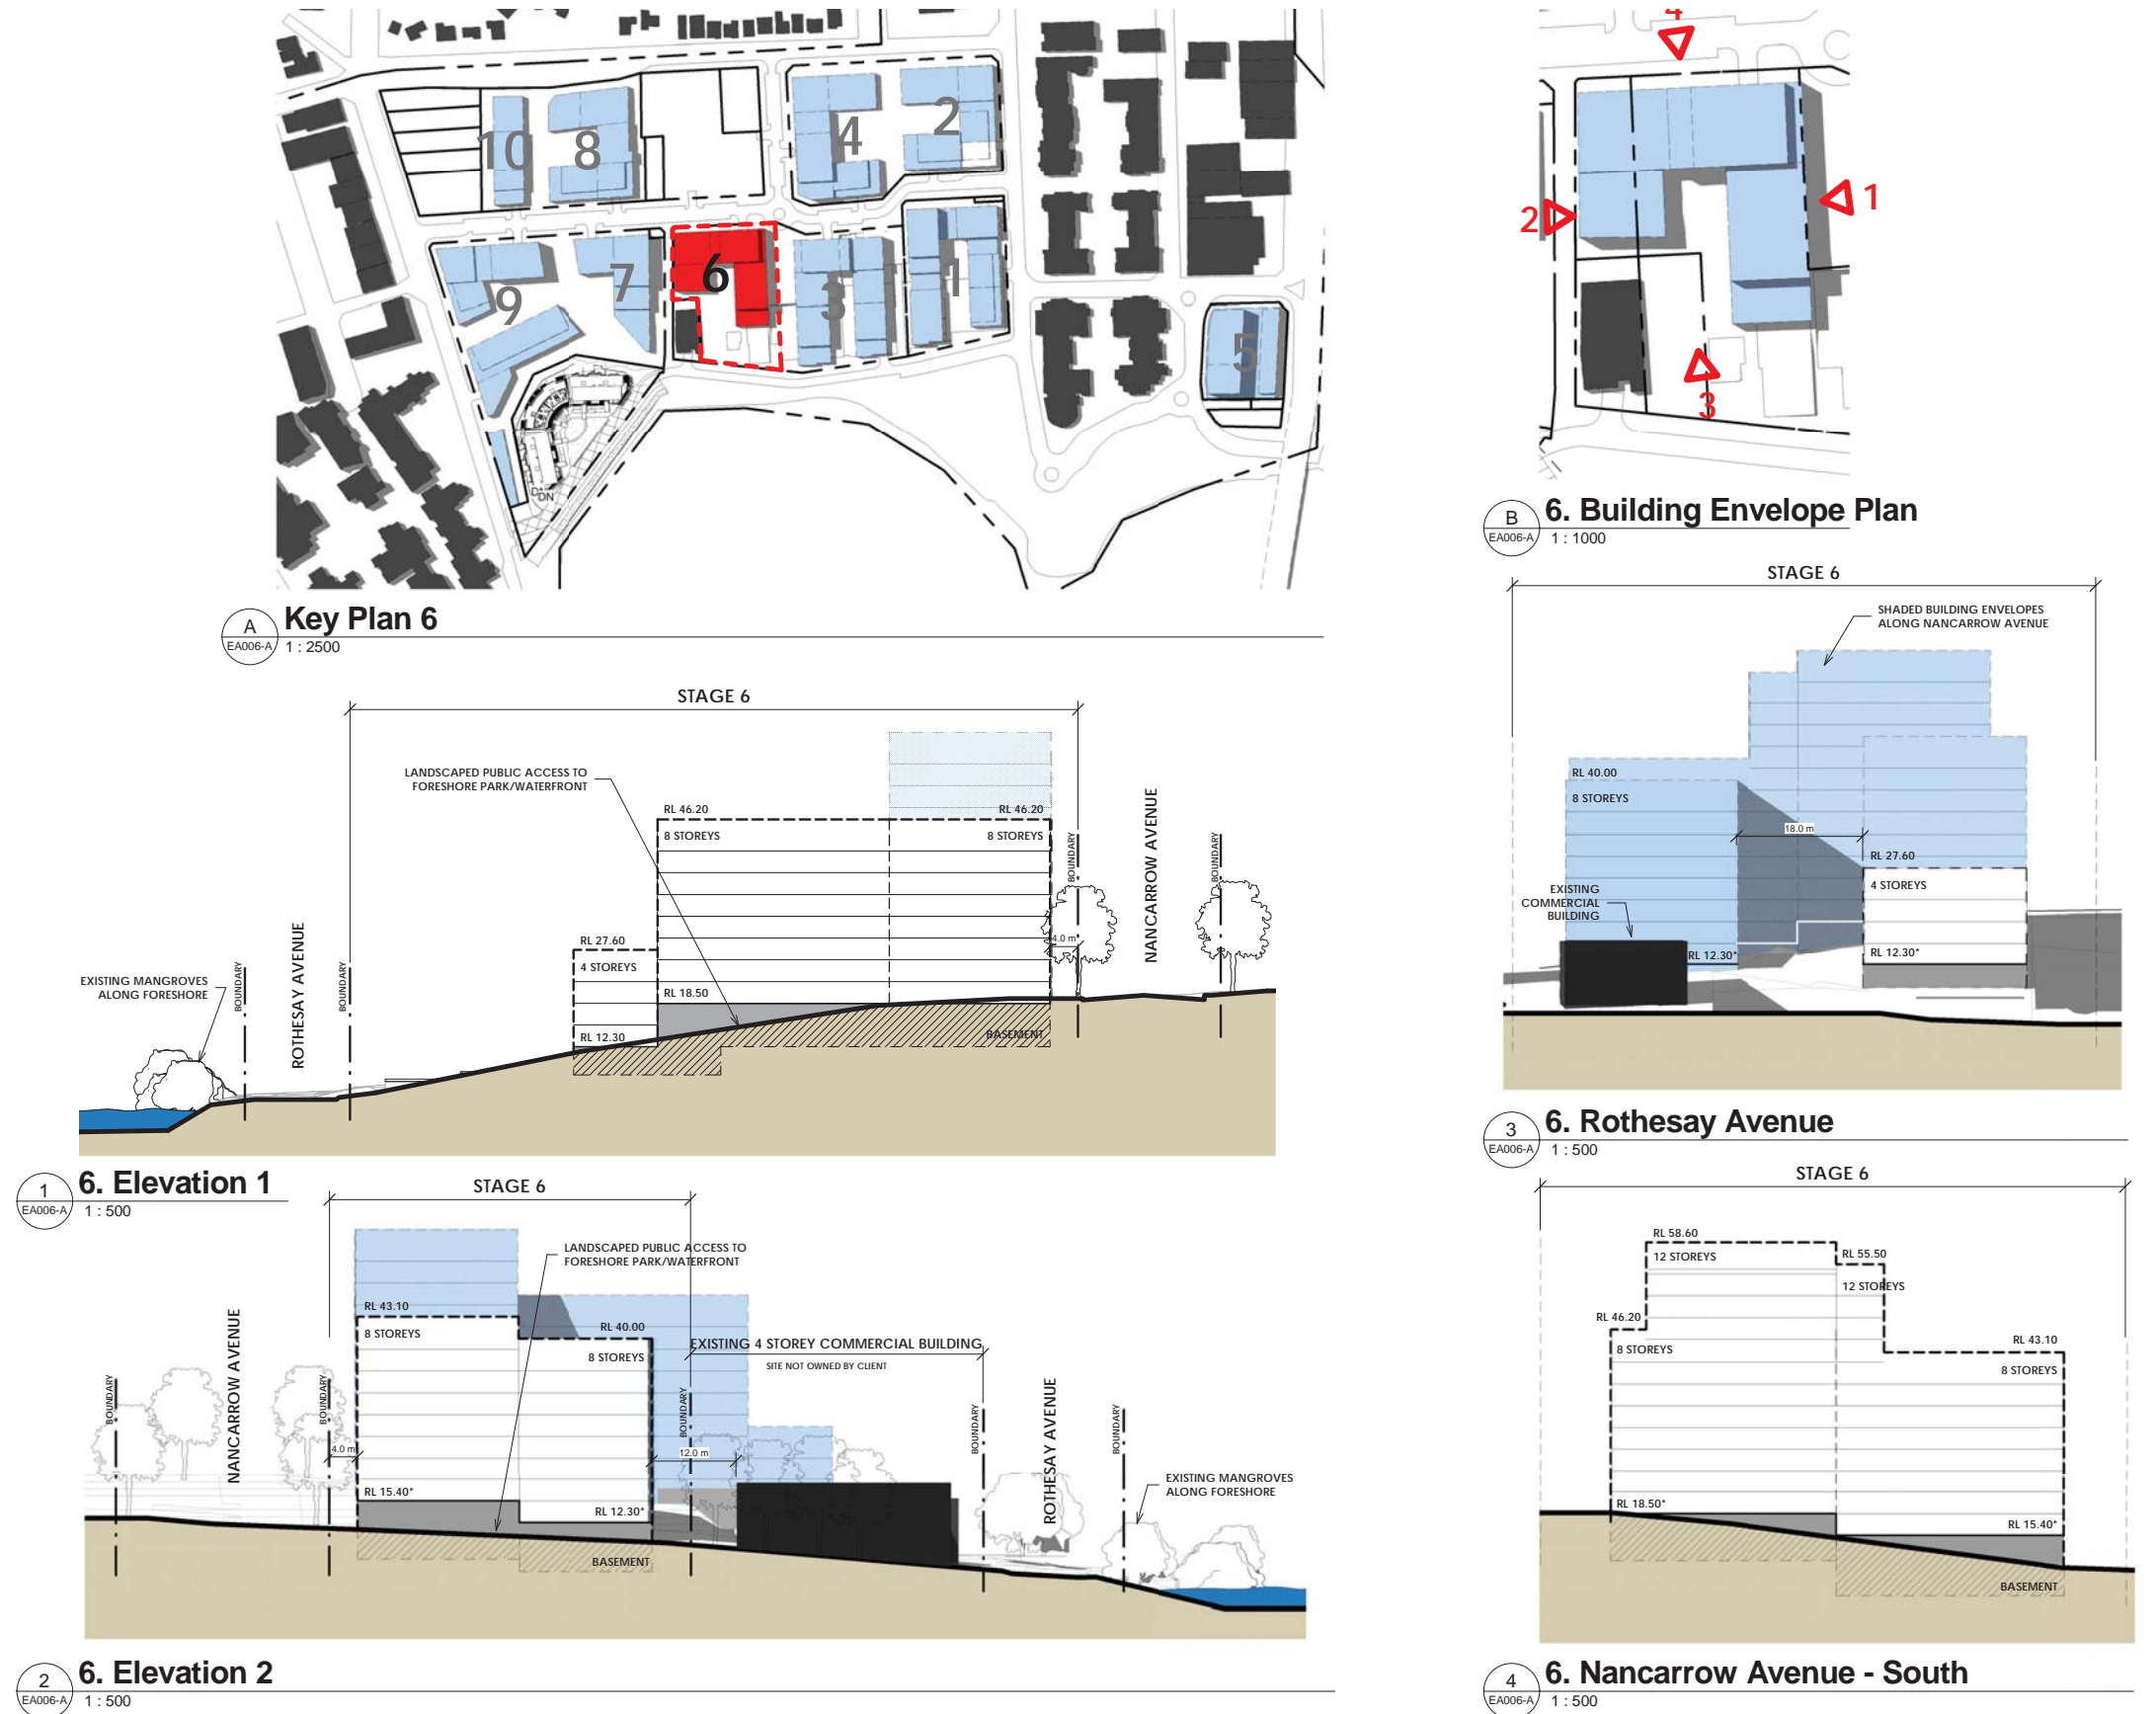 10
8
4
2
9
7
6
3
1
5
DN
A
EA006-A
Key Plan 6
1 : 2500
4
1
2
3
B
EA006-A
6. Building Envelope Plan
1 : 1000
STAGE 6
LANDSCAPED PUBLIC ACCESS TO
FORESHORE PARK/WATERFRONT
RL 46.20
RL 46.20
8 STOREYS
8 STOREYS
RL 27.60
4 STOREYS
RL 18.50
RL 12.30
BASEMENT
4.0 m
EXISTING MANGROVES
ALONG FORESHORE
BOUNDARY
ROTHESAY AVENUE
BOUNDARY
BOUNDARY
NANCARROW AVENUE
BOUNDARY
1
EA006-A
6. Elevation 1
1 : 500
STAGE 6
SHADED BUILDING ENVELOPES
ALONG NANCARROW AVENUE
RL 40.00
8 STOREYS
18.0 m
RL 27.60
4 STOREYS
EXISTING
COMMERCIAL
BUILDING
RL 12.30*
RL 12.30*
3
EA006-A
6. Rothesay Avenue
1 : 500
STAGE 6
LANDSCAPED PUBLIC ACCESS TO
FORESHORE PARK/WATERFRONT
RL 43.10
8 STOREYS
RL 40.00
8 STOREYS
EXISTING 4 STOREY COMMERCIAL BUILDING
SITE NOT OWNED BY CLIENT
BOUNDARY
NANCARROW AVENUE
BOUNDARY
4.0 m
BOUNDARY
12.0 m
BOUNDARY
ROTHESAY AVENUE
BOUNDARY
EXISTING MANGROVES
ALONG FORESHORE
RL 15.40*
RL 12.30*
BASEMENT
2
EA006-A
6. Elevation 2
1 : 500
STAGE 6
RL 58.60
12 STOREYS
RL 55.50
12 STOREYS
RL 46.20
8 STOREYS
RL 43.10
8 STOREYS
RL 18.50*
RL 15.40*
BASEMENT
4
EA006-A
6. Nancarrow Avenue - South
1 : 500